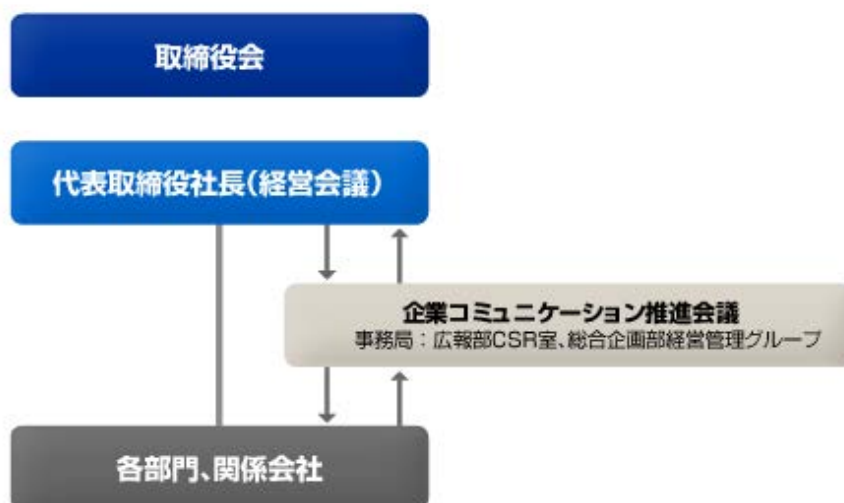 取締役会
代表取締役社長(経営会議)
企業コミュニケーション推進会議
事務局：広報部CSR室、総合企画部経営管理グループ
各部門、関係会社